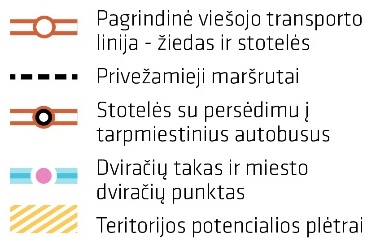 Pagrindinė viešojo transporto
linija - žiedas ir stotelės
Privežamieji maršrutai
Stotelės su persėdimu į
tarpmiestinius autobusus
Dviračių takas ir miesto
dviračių punktas
Teritorijos potencialios plėtrai